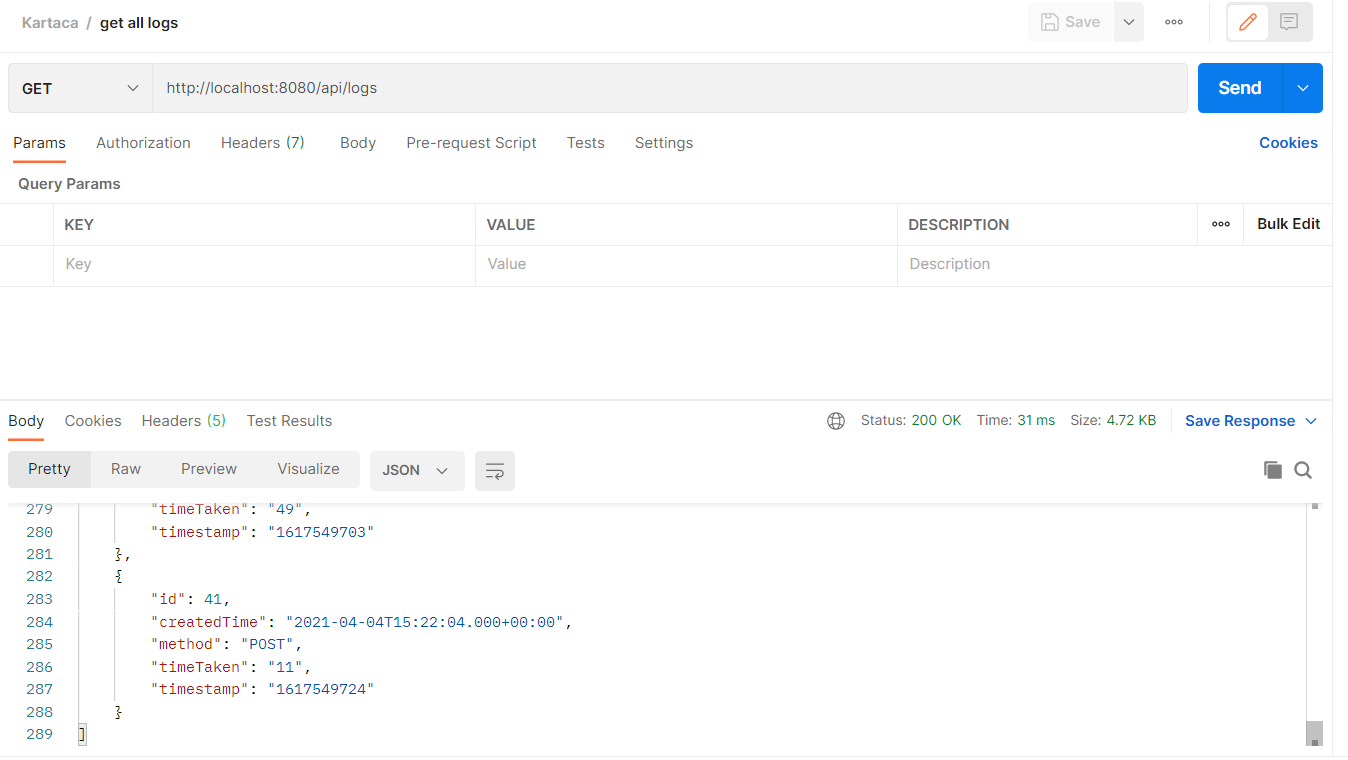 Kartaca / get all logs
Save
GET http://localhost:8080/api/logs Send
Params Authorization Headers (7) Body Pre-request Script Tests Settings Cookies
Query Params
KEY VALUE DESCRIPTION Bulk Edit
Key Value Description
Body Cookies Headers (5) Test Results Status: 200 OK Time: 31 ms Size: 4.72 KB Save Response
Pretty Raw Preview Visualize JSON
279 "timeTaken": "49",
280 "timestamp": "1617549703"
281 },
282 {
283 "id": 41,
284 "createdTime": "2021-04-04T15:22:04.000+00:00",
285 "method": "POST",
286 "timeTaken": "11",
287 "timestamp": "1617549724"
288 }
289 ]